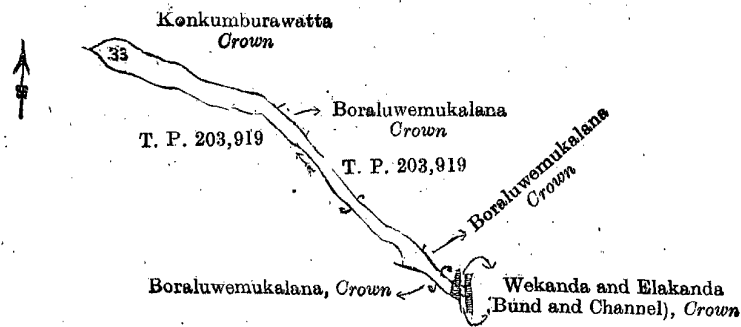 Konkumburawatta
Crown
33
Boraluwemukalana
Crown
T. P. 203,919
T. P. 203,919
Boraluwemukalana
Crown
Boraluwemukalana, Crown
Wekanda and Elakanda
(Bund and Channel), Crown